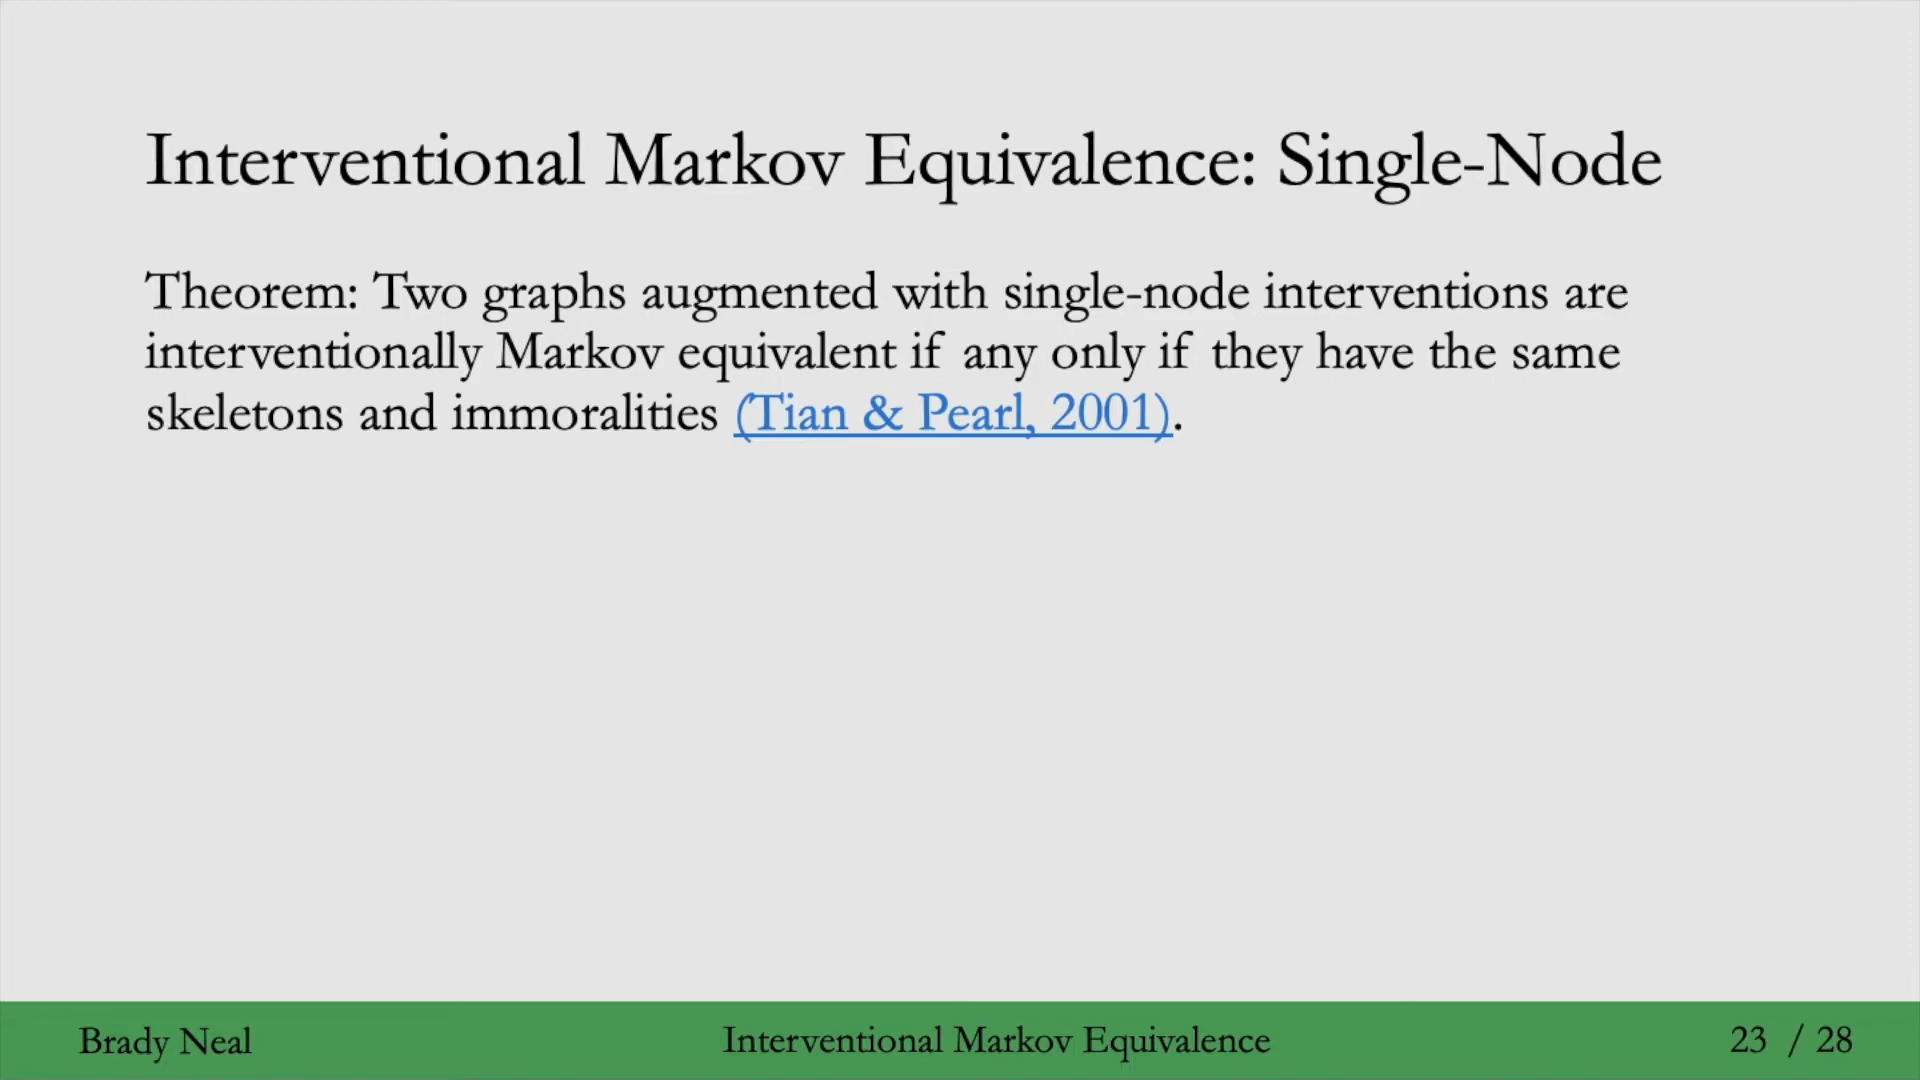 Interventional Markov Equivalence: Single-Node
Theorem: Two graphs augmented with single-node interventions are
interventionally Markov equivalent if any only if they have the same
skeletons and immoralities (Tian & Pearl, 2001).
Brady Neal
Interventional Markov Equivalence
23 / 28